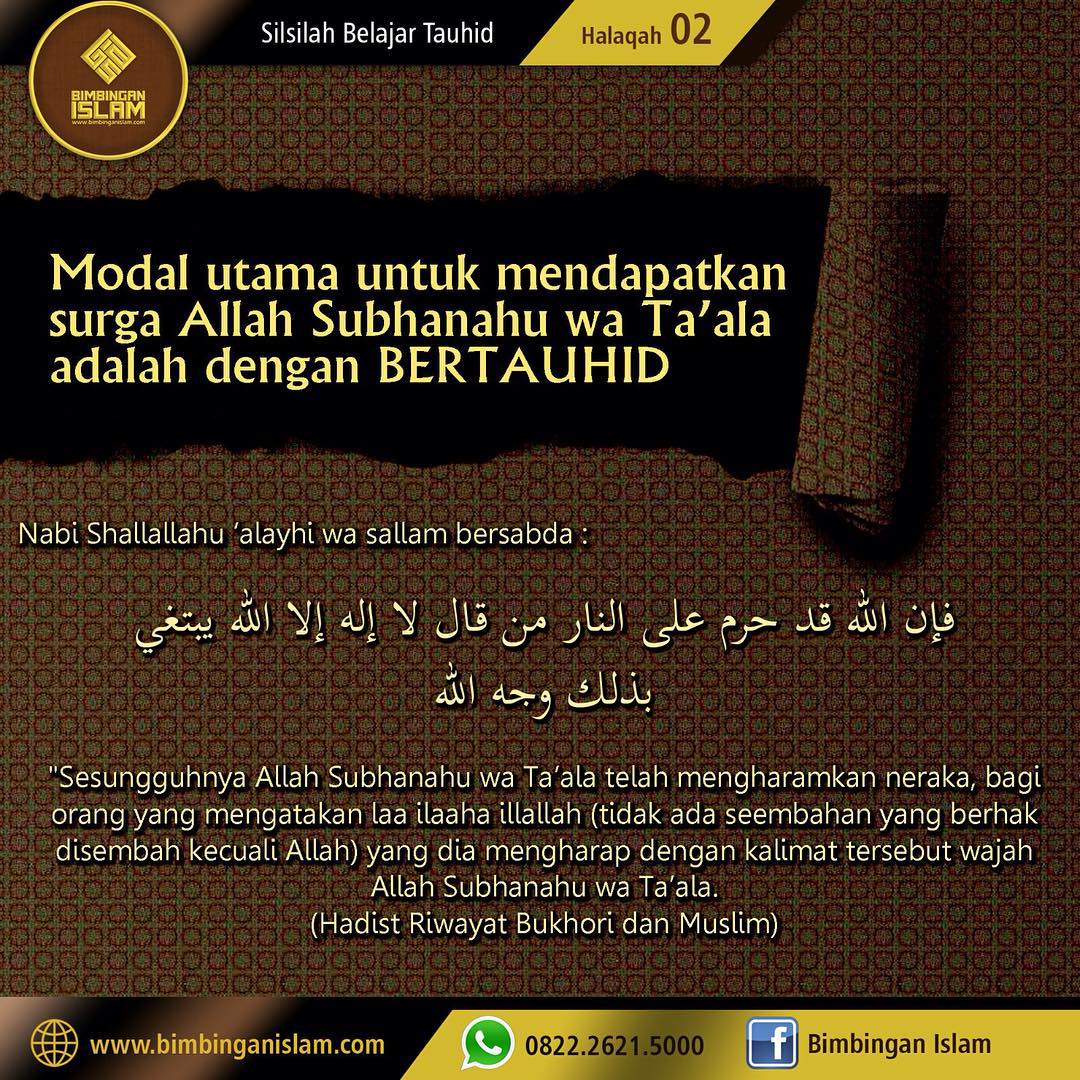 Silsilah Belajar Tauhid
Halaqah 02
BIMBINGAN
ISLAM
www.bimbinganislam.com
Modal utama untuk mendapatkan
surga Allah Subhanahu wa Ta’ala
adalah dengan BERTAUHID
Nabi Shallallahu ’alayhi wa sallam bersabda :
فإن الله قد حرم على النار من قال لا إله إلا الله يبتغي
بذلك وجه الله
"Sesungguhnya Allah Subhanahu wa Ta’ala telah mengharamkan neraka, bagi
orang yang mengatakan laa ilaaha illallah (tidak ada seembahan yang berhak
disembah kecuali Allah) yang dia mengharap dengan kalimat tersebut wajah
Allah Subhanahu wa Ta’ala.
(Hadist Riwayat Bukhori dan Muslim)
www.bimbinganislam.com
0822.2621.5000
f Bimbingan Islam